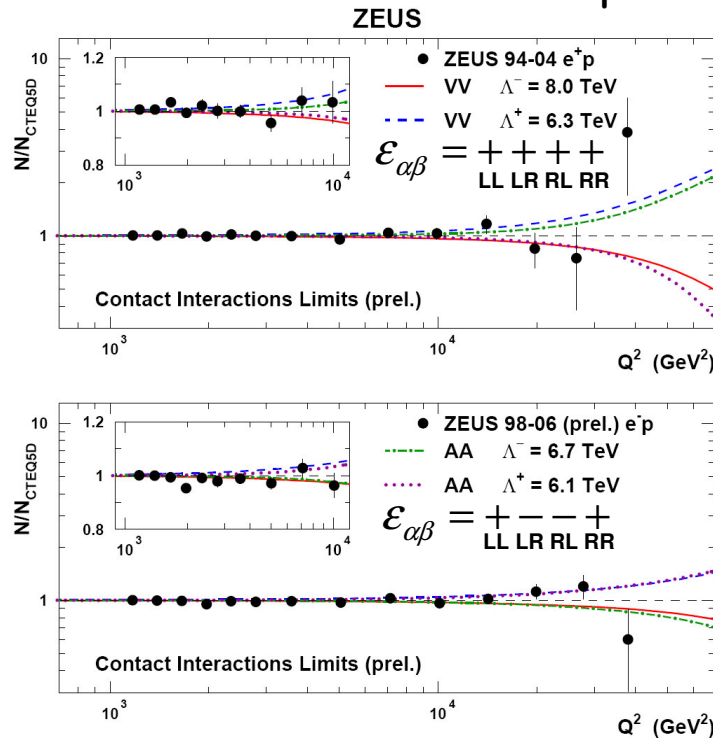 ZEUS
10
1.2
1
0.8
10³
10⁴
ZEUS 94-04 e⁺p
VV Λ⁻ = 8.0 TeV
VV Λ⁺ = 6.3 TeV
εαβ = + + + +
LL LR RL RR
N/N_CTEQ5D
1
Contact Interactions Limits (prel.)
10³
10⁴
Q² (GeV²)
10
1.2
1
0.8
10³
10⁴
ZEUS 98-06 (prel.) e⁻p
AA Λ⁻ = 6.7 TeV
AA Λ⁺ = 6.1 TeV
εαβ = + − − +
LL LR RL RR
N/N_CTEQ5D
1
Contact Interactions Limits (prel.)
10³
10⁴
Q² (GeV²)